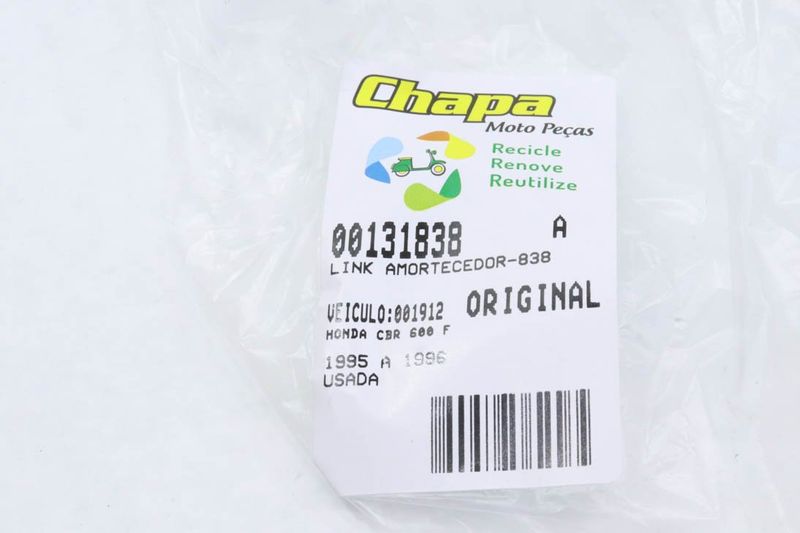 Chapa
Moto Peças
Recicle
Renove
Reutilize
00131838 A
LINK AMORTECEDOR-838
VEICULO:001912 ORIGINAL
HONDA CBR 600 F
1995 A 1996
USADA